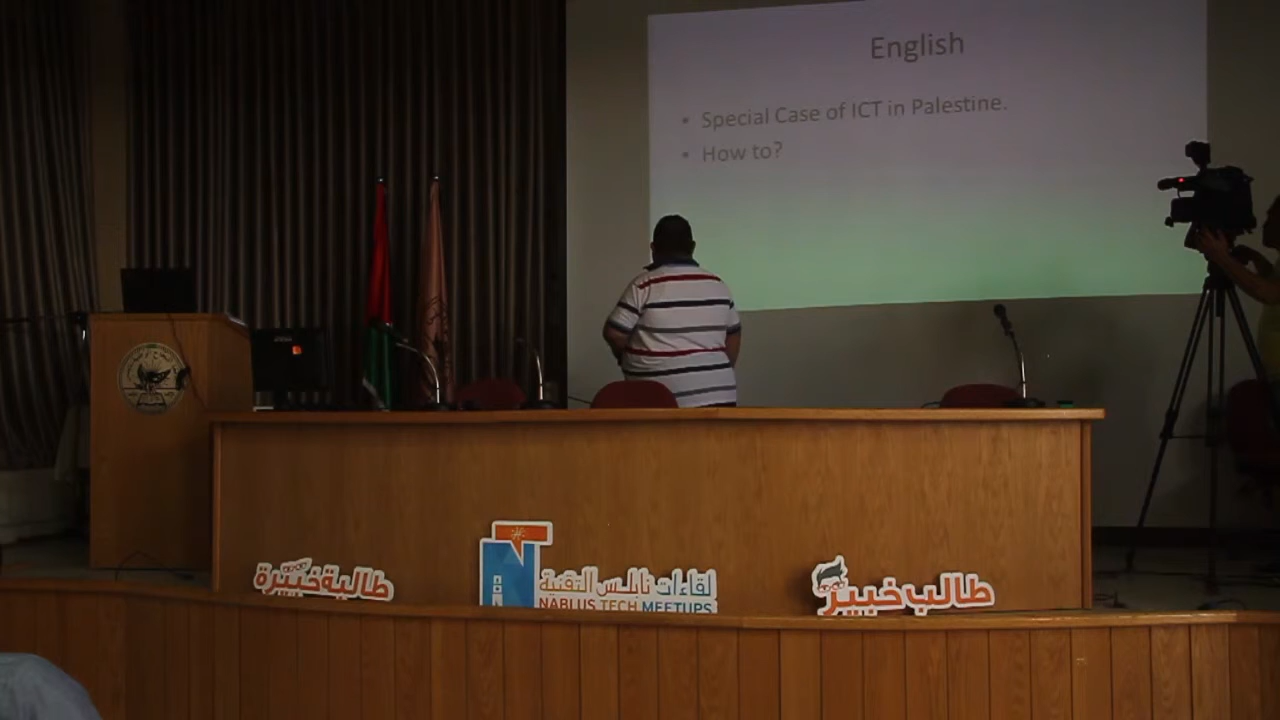 English
• Special Case of ICT in Palestine.
• How to?
طالبة خبيرة
لقاءات نابلس التقنية
NABLUS TECH MEETUPS
طالب خبير